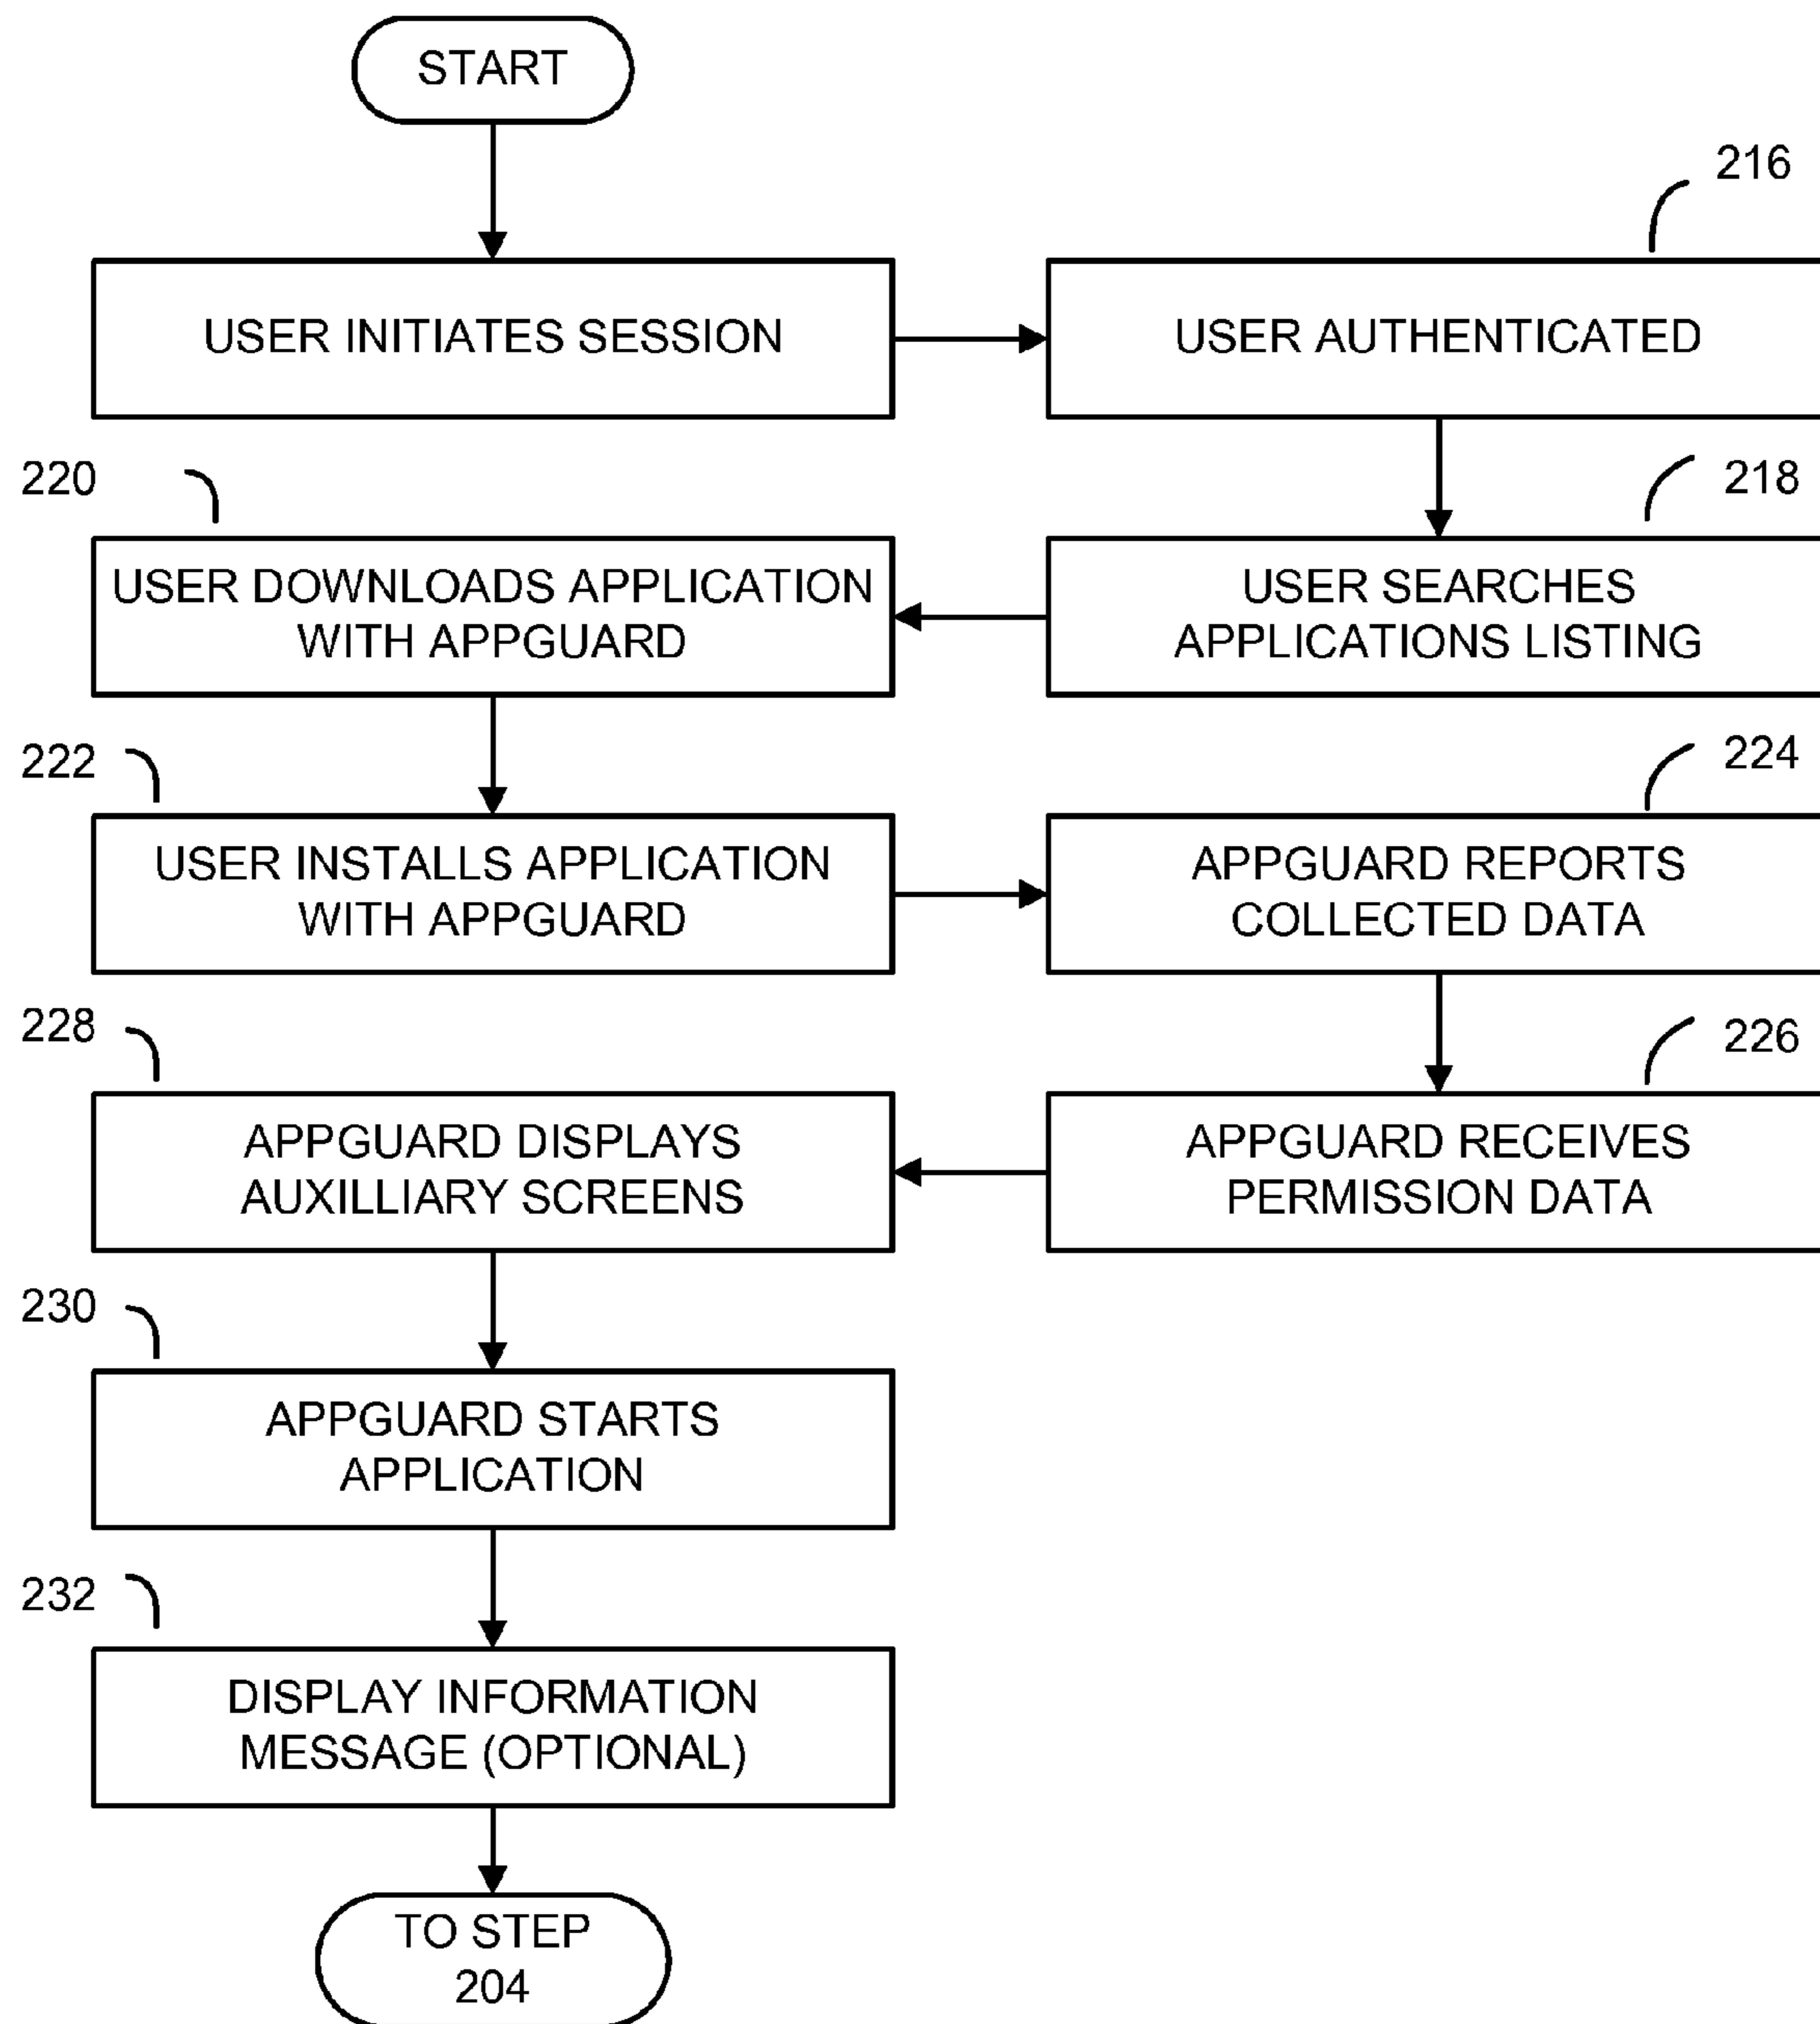 START
216
USER INITIATES SESSION
USER AUTHENTICATED
220
218
USER DOWNLOADS APPLICATION
WITH APPGUARD
USER SEARCHES
APPLICATIONS LISTING
222
224
USER INSTALLS APPLICATION
WITH APPGUARD
APPGUARD REPORTS
COLLECTED DATA
228
226
APPGUARD DISPLAYS
AUXILLIARY SCREENS
APPGUARD RECEIVES
PERMISSION DATA
230
APPGUARD STARTS
APPLICATION
232
DISPLAY INFORMATION
MESSAGE (OPTIONAL)
TO STEP
204